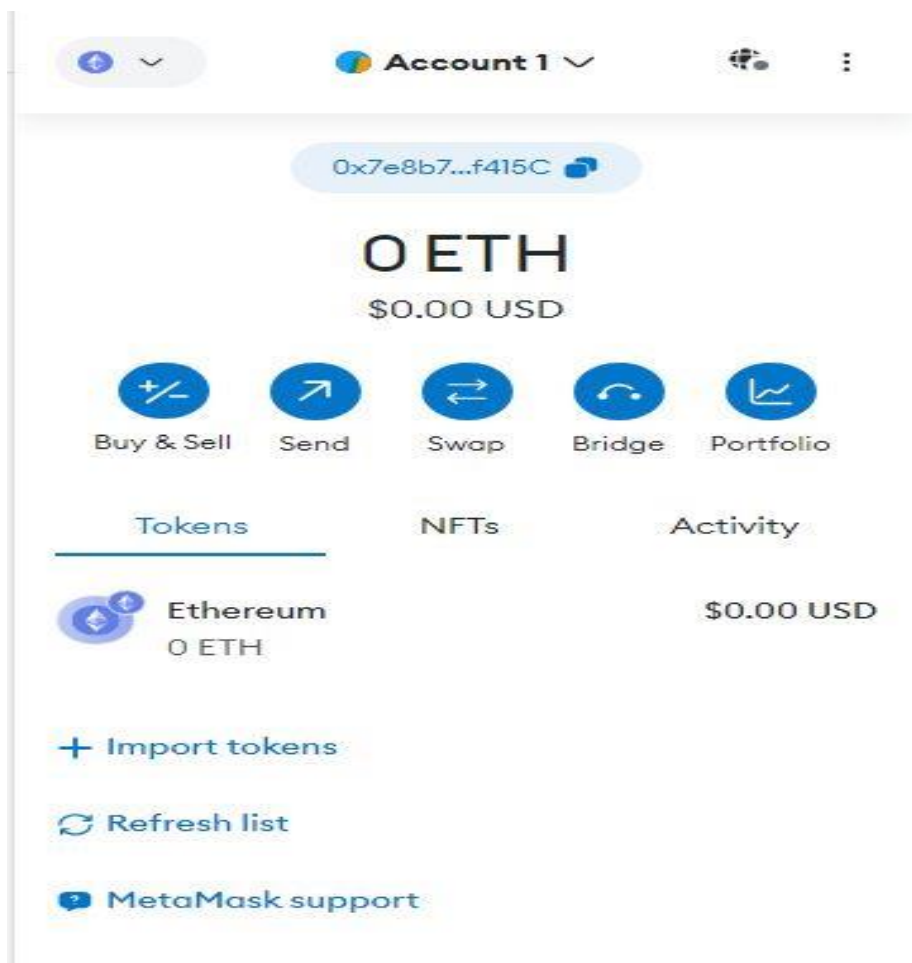 Account 1
0x7e8b7...f415C
0 ETH
$0.00 USD
Buy & Sell Send Swap Bridge Portfolio
Tokens NFTs Activity
Ethereum $0.00 USD
0 ETH
Import tokens
Refresh list
MetaMask support